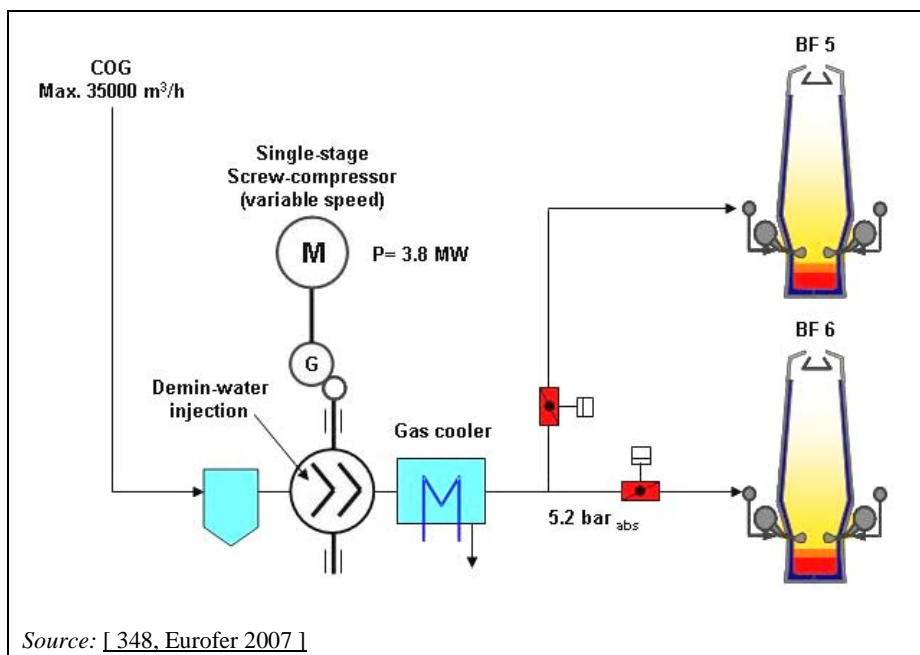 BF 5
COG
Max. 35000 m³/h
Single-stage
Screw-compressor
(variable speed)
M
P= 3.8 MW
BF 6
G
Demin-water
injection
Gas cooler
5.2 bar abs
Source: [ 348, Eurofer 2007 ]